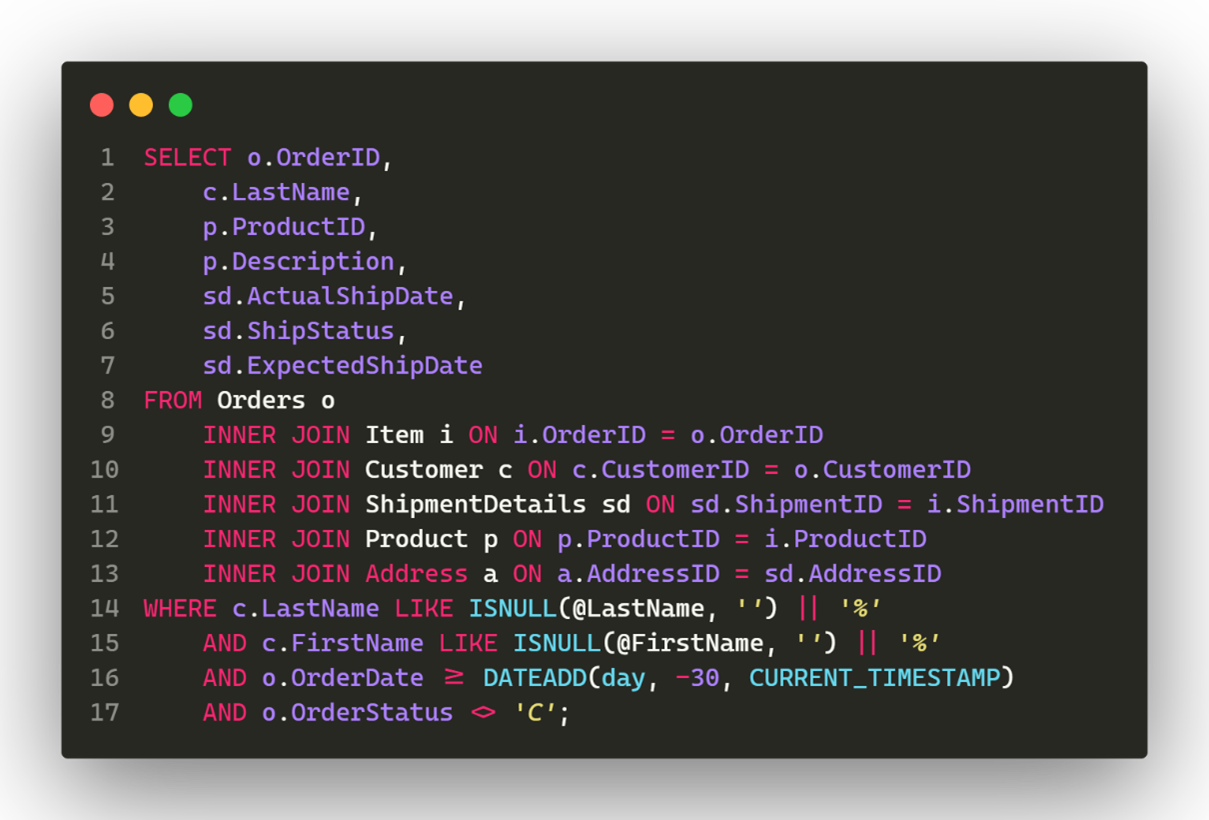 1 SELECT o.OrderID,
2 c.LastName,
3 p.ProductID,
4 p.Description,
5 sd.ActualShipDate,
6 sd.ShipStatus,
7 sd.ExpectedShipDate
8 FROM Orders o
9 INNER JOIN Item i ON i.OrderID = o.OrderID
10 INNER JOIN Customer c ON c.CustomerID = o.CustomerID
11 INNER JOIN ShipmentDetails sd ON sd.ShipmentID = i.ShipmentID
12 INNER JOIN Product p ON p.ProductID = i.ProductID
13 INNER JOIN Address a ON a.AddressID = sd.AddressID
14 WHERE c.LastName LIKE ISNULL(@LastName, '') || '%'
15 AND c.FirstName LIKE ISNULL(@FirstName, '') || '%'
16 AND o.OrderDate >= DATEADD(day, -30, CURRENT_TIMESTAMP)
17 AND o.OrderStatus <> 'C';